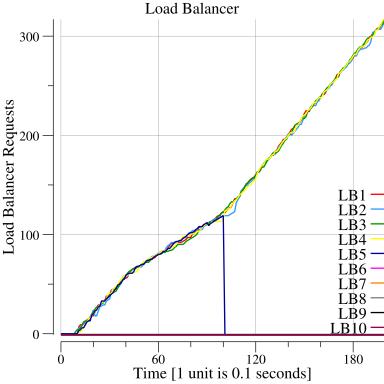 Load Balancer
Load Balancer Requests
300
200
100
0
0 60 120 180
Time [1 unit is 0.1 seconds]
LB1
LB2
LB3
LB4
LB5
LB6
LB7
LB8
LB9
LB10